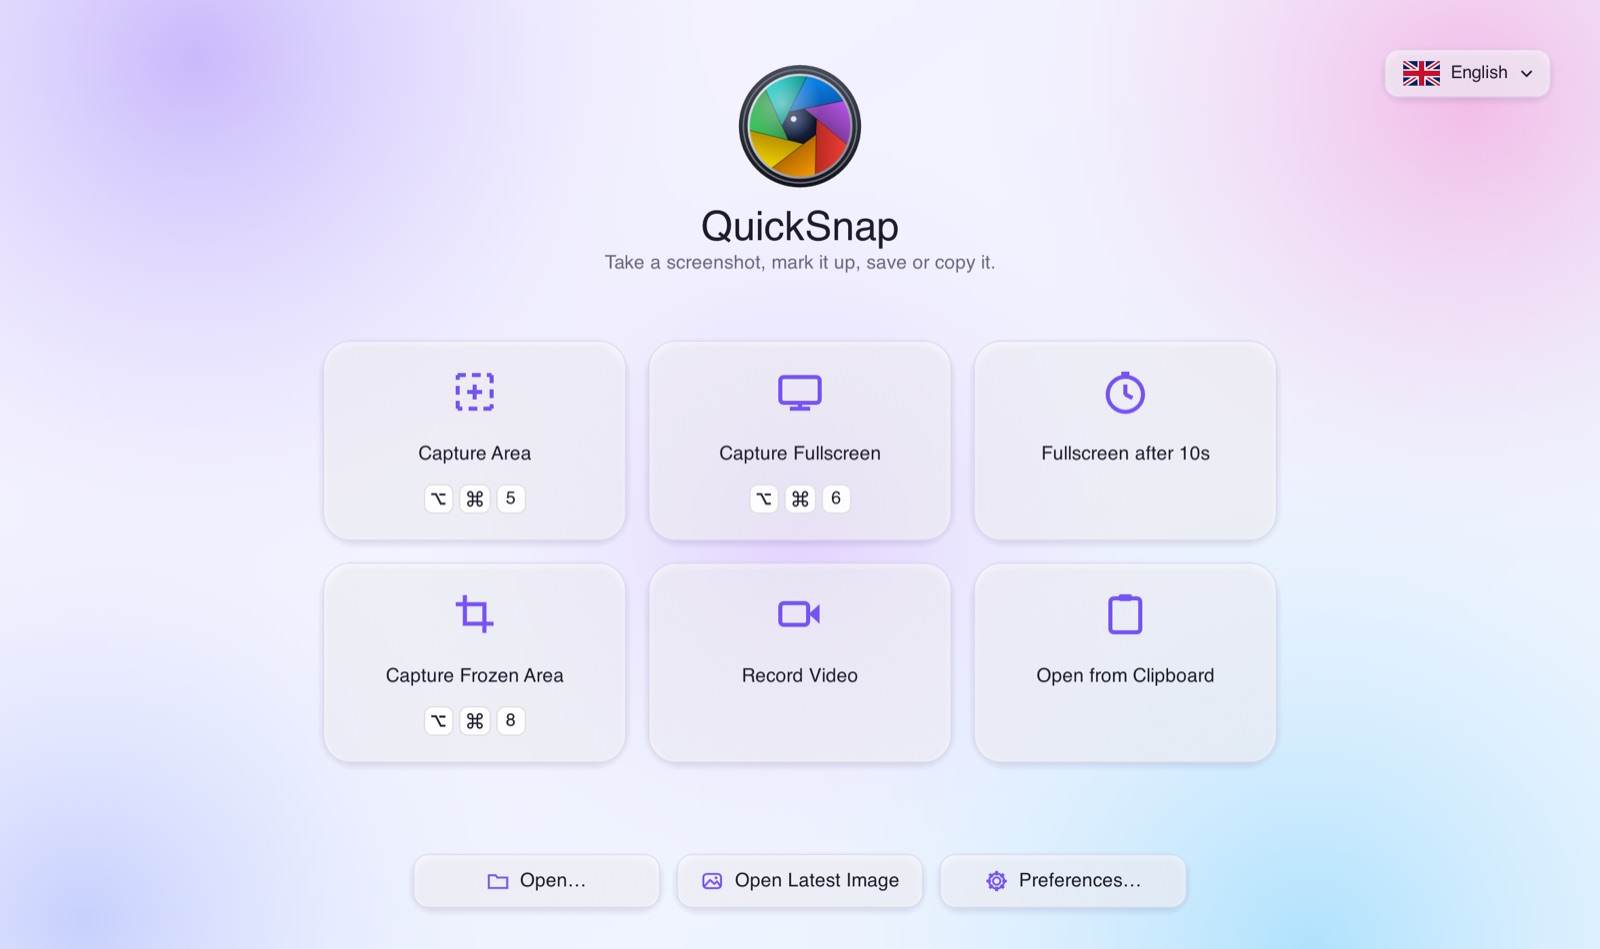 English
QuickSnap
Take a screenshot, mark it up, save or copy it.
Capture Area
⌥ ⌘ 5
Capture Fullscreen
⌥ ⌘ 6
Fullscreen after 10s
Capture Frozen Area
⌥ ⌘ 8
Record Video
Open from Clipboard
Open…
Open Latest Image
Preferences…